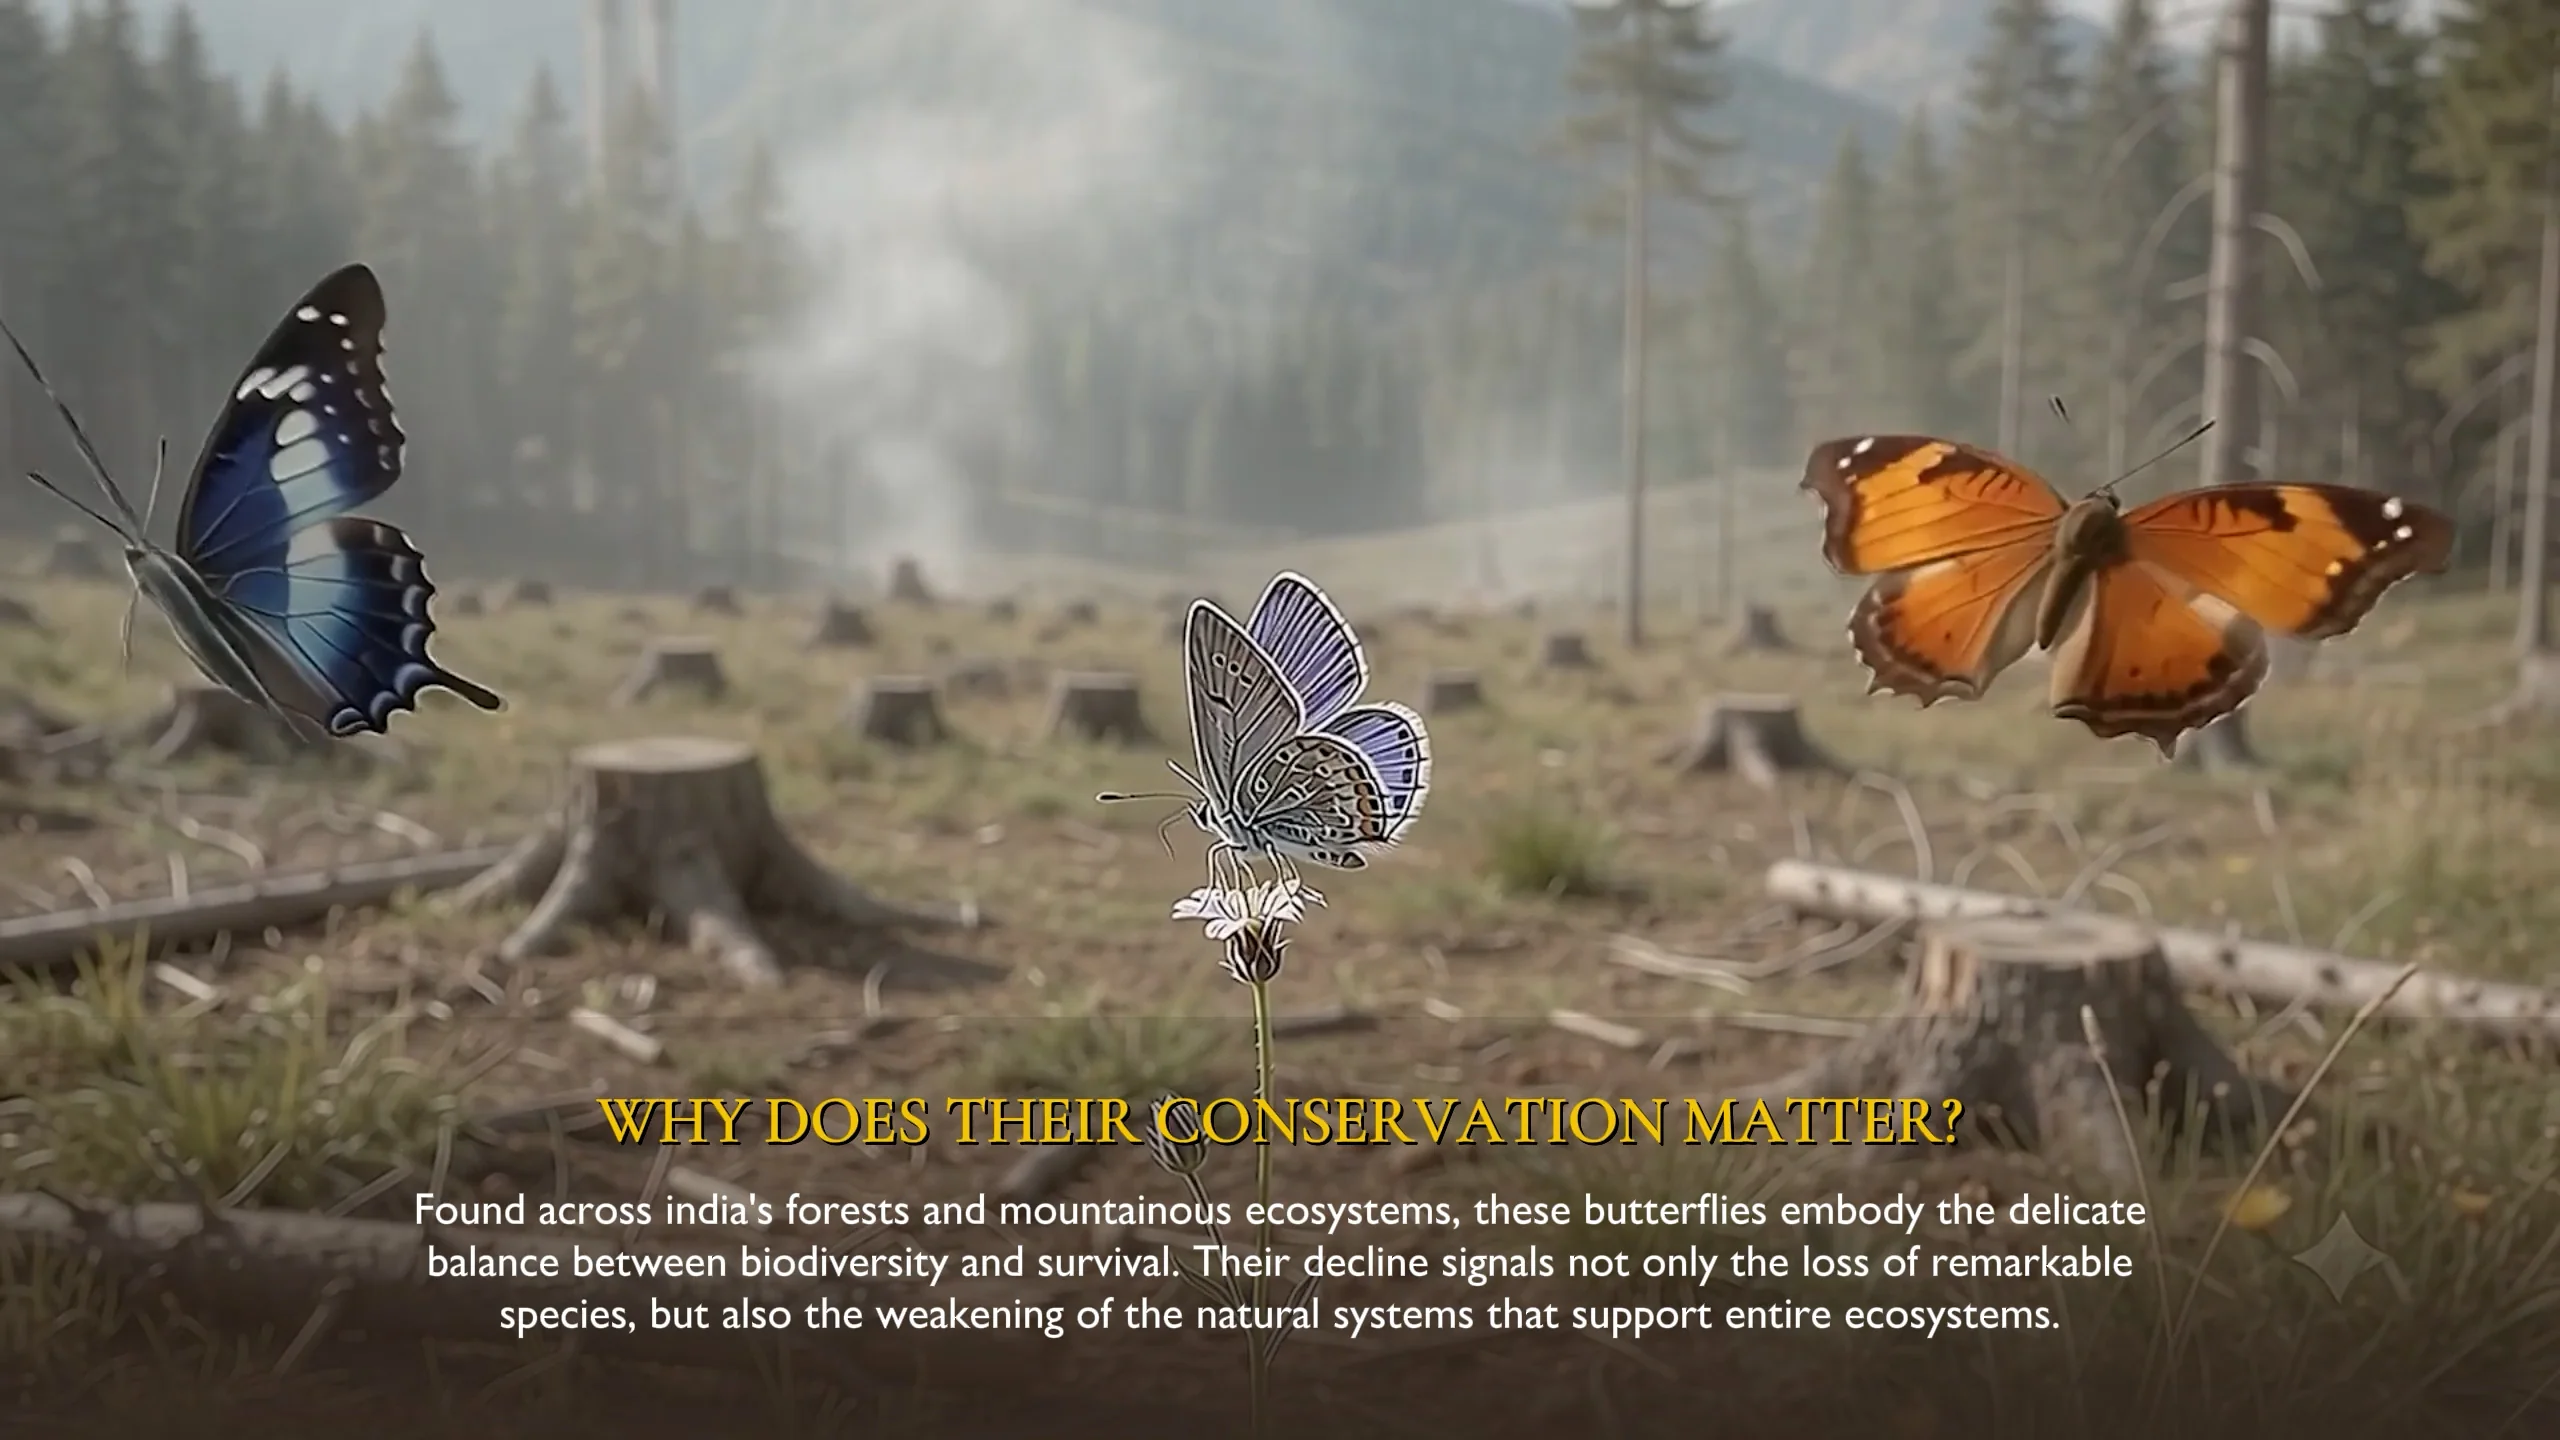 WHY DOES THEIR CONSERVATION MATTER?
Found across india's forests and mountainous ecosystems, these butterflies embody the delicate
balance between biodiversity and survival. Their decline signals not only the loss of remarkable
species, but also the weakening of the natural systems that support entire ecosystems.